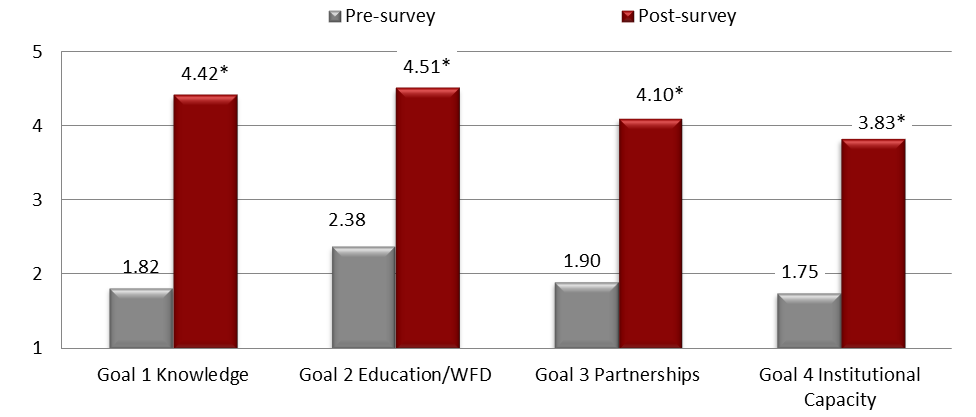 Pre-survey Post-survey
5
4
3
2
1
4.42*
4.51*
4.10*
3.83*
1.82
2.38
1.90
1.75
Goal 1 Knowledge
Goal 2 Education/WFD
Goal 3 Partnerships
Goal 4 Institutional
Capacity